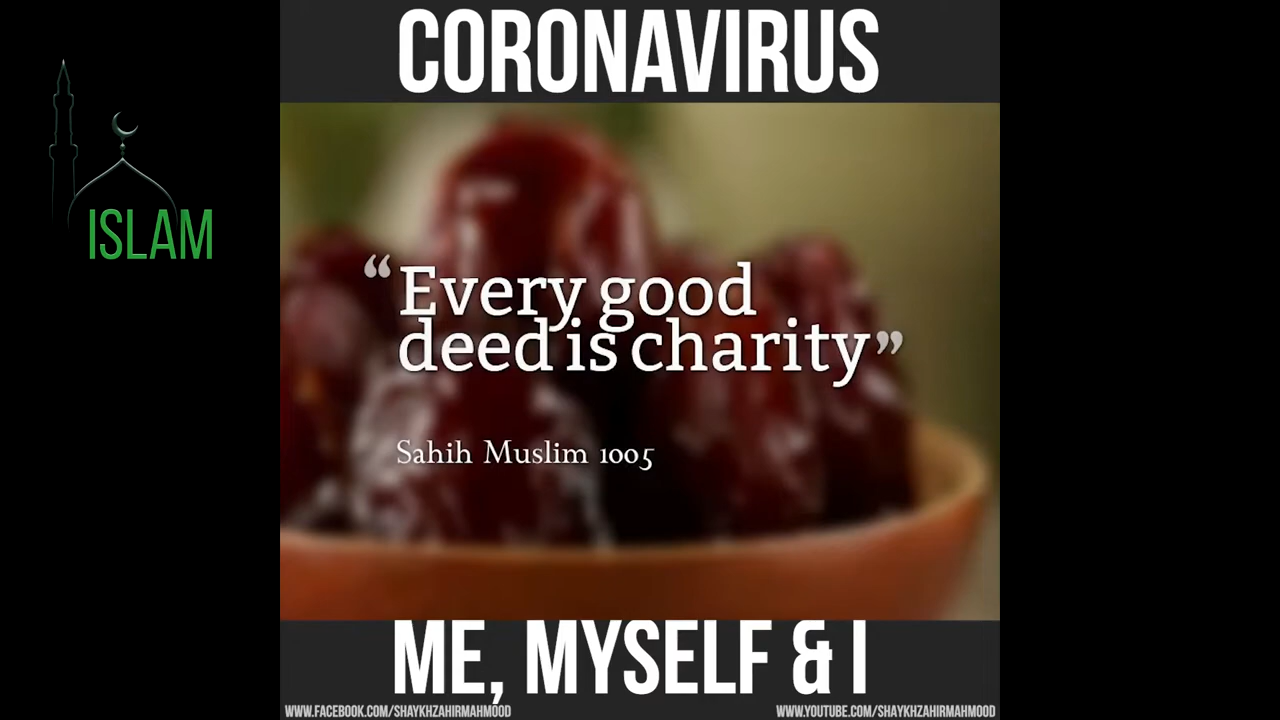 CORONAVIRUS
ISLAM
“Every good
deed is charity”
Sahih Muslim 1005
ME, MYSELF & I
WWW.FACEBOOK.COM/SHAYKHZAHIRMAHMOOD
WWW.YOUTUBE.COM/SHAYKHZAHIRMAHMOOD